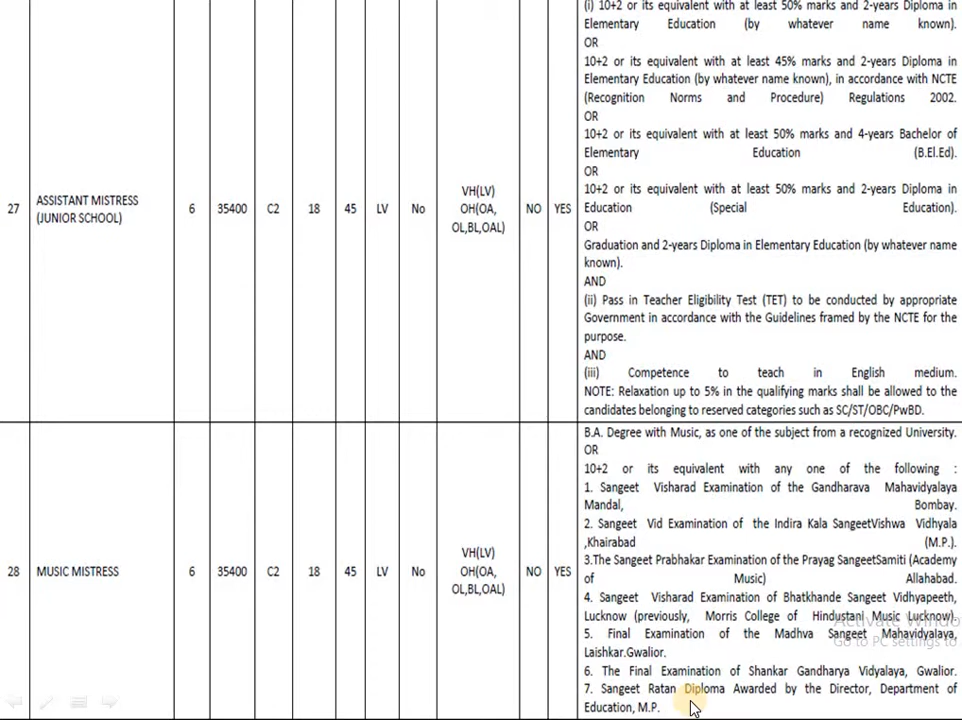 (i) 10+2 or its equivalent with at least 50% marks and 2-years Diploma in
Elementary Education (by whatever name known).
OR
10+2 or its equivalent with at least 45% marks and 2-years Diploma in
Elementary Education (by whatever name known), in accordance with NCTE
(Recognition Norms and Procedure) Regulations 2002.
OR
10+2 or its equivalent with at least 50% marks and 4-years Bachelor of
Elementary Education (B.El.Ed).
OR
10+2 or its equivalent with at least 50% marks and 2-years Diploma in
Education (Special Education).
OR
Graduation and 2-years Diploma in Elementary Education (by whatever name
known).
AND
(ii) Pass in Teacher Eligibility Test (TET) to be conducted by appropriate
Government in accordance with the Guidelines framed by the NCTE for the
purpose.
AND
(iii) Competence to teach in English medium.
NOTE: Relaxation up to 5% in the qualifying marks shall be allowed to the
candidates belonging to reserved categories such as SC/ST/OBC/PwBD.
27
ASSISTANT MISTRESS
(JUNIOR SCHOOL)
6
35400
C2
18
45
LV
No
VH(LV)
OH(OA,
OL,BL,OAL)
NO
YES
B.A. Degree with Music, as one of the subject from a recognized University.
OR
10+2 or its equivalent with any one of the following :
1. Sangeet Visharad Examination of the Gandharava Mahavidyalaya
Mandal, Bombay.
2. Sangeet Vid Examination of the Indira Kala SangeetVishwa Vidhyala
,Khairabad (M.P.).
3.The Sangeet Prabhakar Examination of the Prayag SangeetSamiti (Academy
of Music) Allahabad.
4. Sangeet Visharad Examination of Bhatkhande Sangeet Vidhyapeeth,
Lucknow (previously, Morris College of Hindustani Music Lucknow).
5. Final Examination of the Madhva Sangeet Mahavidyalaya,
Laishkar.Gwalior.
6. The Final Examination of Shankar Gandharya Vidyalaya, Gwalior.
7. Sangeet Ratan Diploma Awarded by the Director, Department of
Education, M.P.
28
MUSIC MISTRESS
6
35400
C2
18
45
LV
No
VH(LV)
OH(OA,
OL,BL,OAL)
NO
YES
Activate Windo
Go to PC settings to